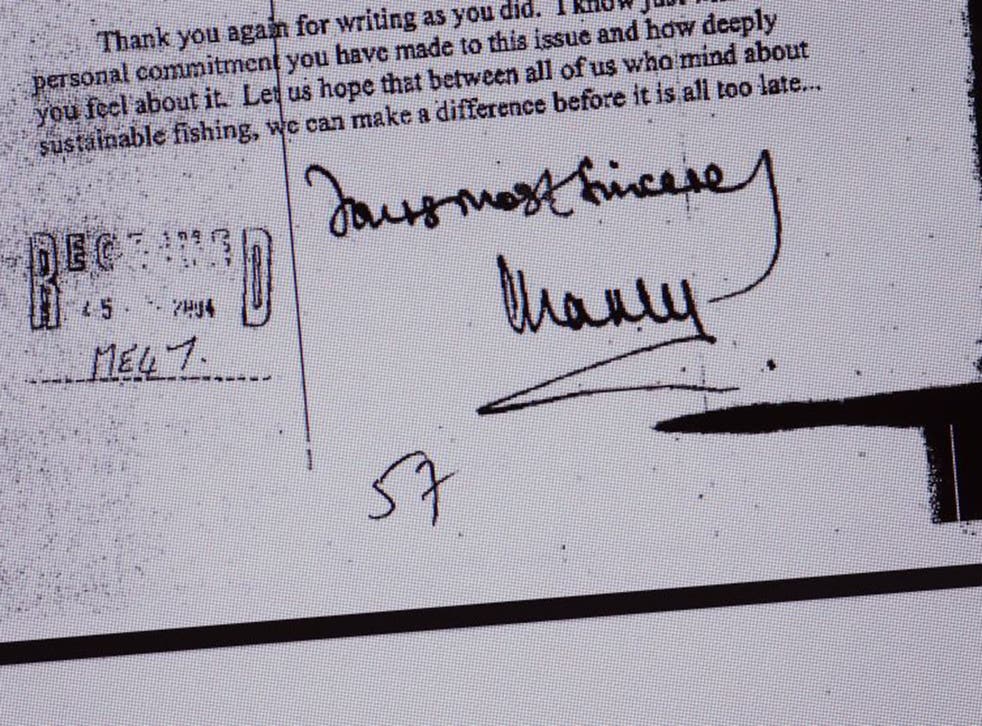 Thank you again for writing as you did. I know just
personal commitment you have made to this issue and how deeply
you feel about it. Let us hope that between all of us who mind about
sustainable fishing, we can make a difference before it is all too late...
Yours most sincerely
57